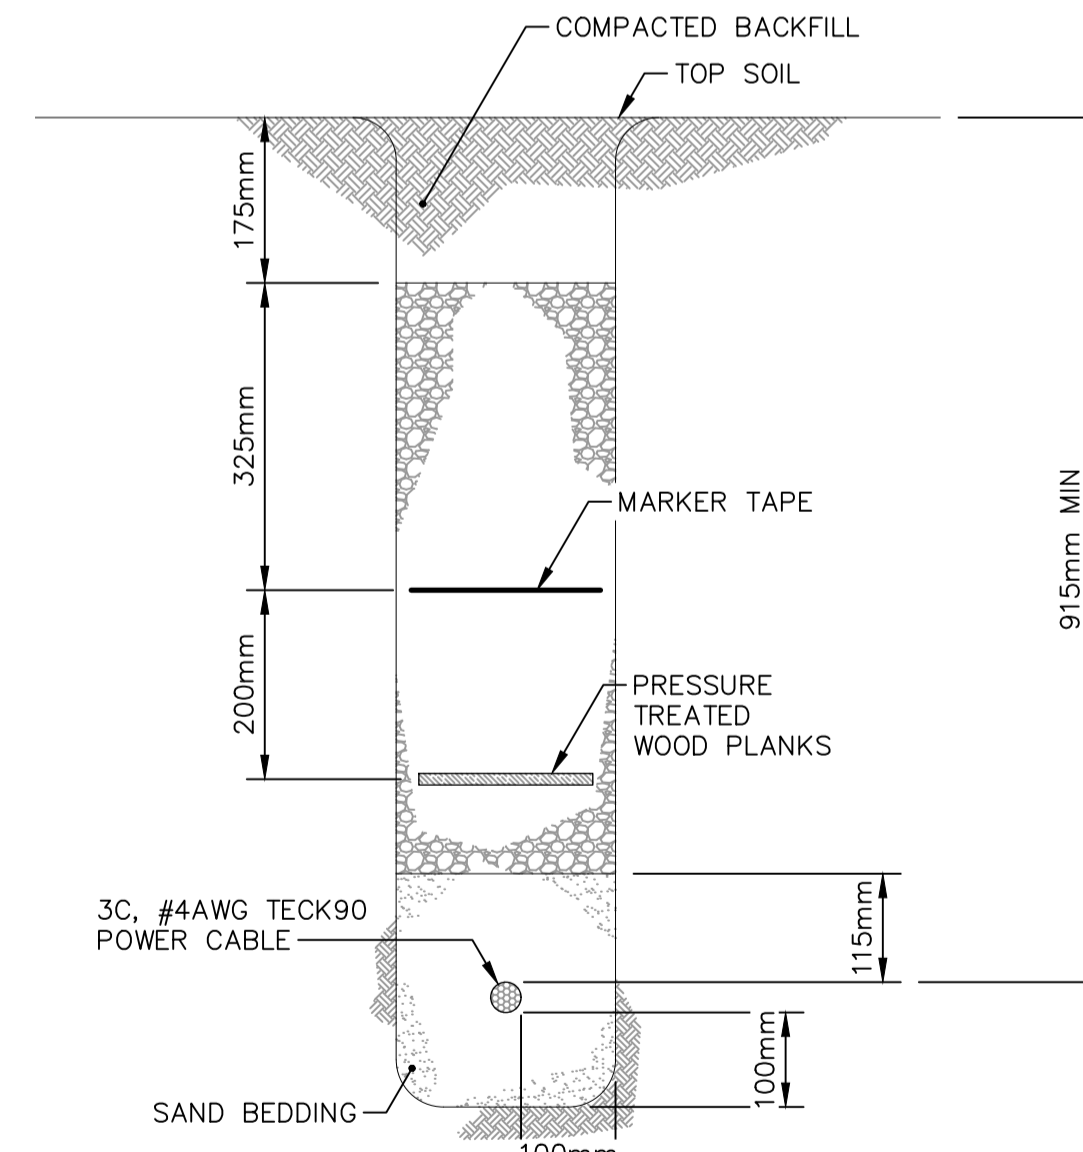 COMPACTED BACKFILL
TOP SOIL
175mm
325mm
MARKER TAPE
915mm MIN
200mm
PRESSURE
TREATED
WOOD PLANKS
3C, #4AWG TECK90
POWER CABLE
115mm
100mm
SAND BEDDING
100mm